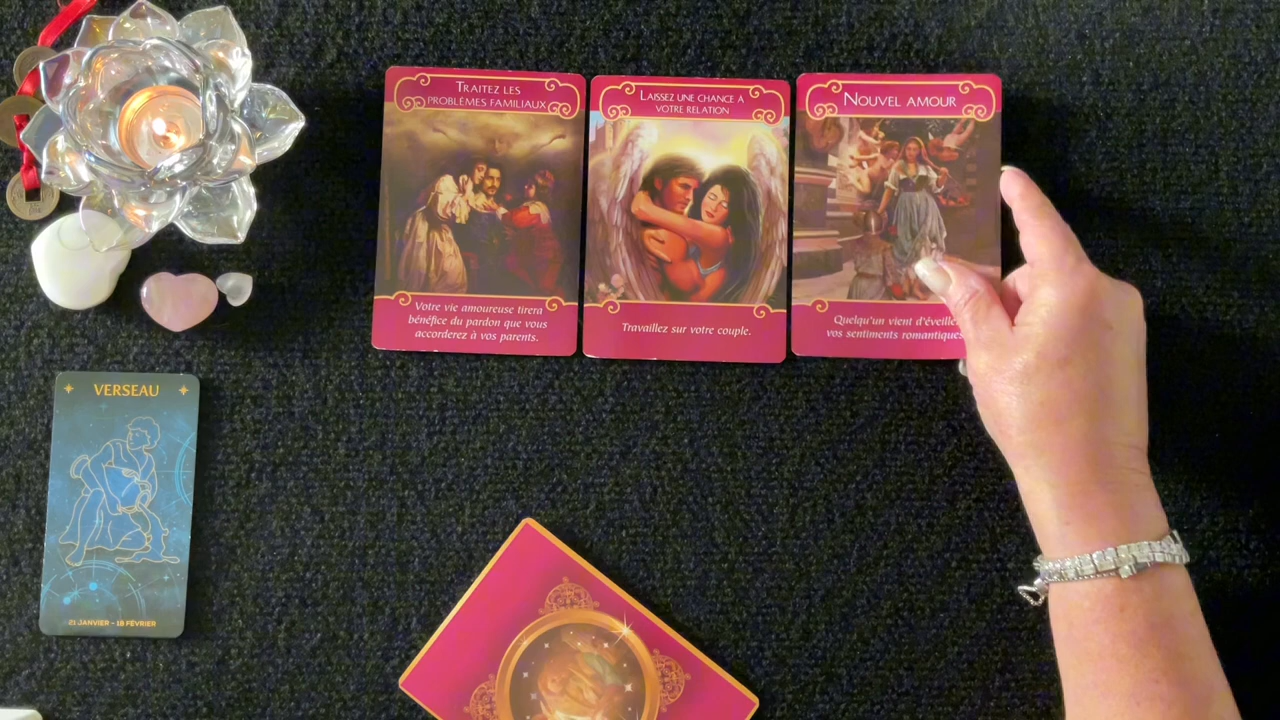 TRAITEZ LES
PROBLÈMES FAMILIAUX
Votre vie amoureuse tirera
bénéfice du pardon que vous
accorderez à vos parents.
LAISSEZ UNE CHANCE À
VOTRE RELATION
Travaillez sur votre couple.
NOUVEL AMOUR
Quelqu'un vient d'éveiller
vos sentiments romantiques.
VERSEAU
21 JANVIER - 19 FÉVRIER